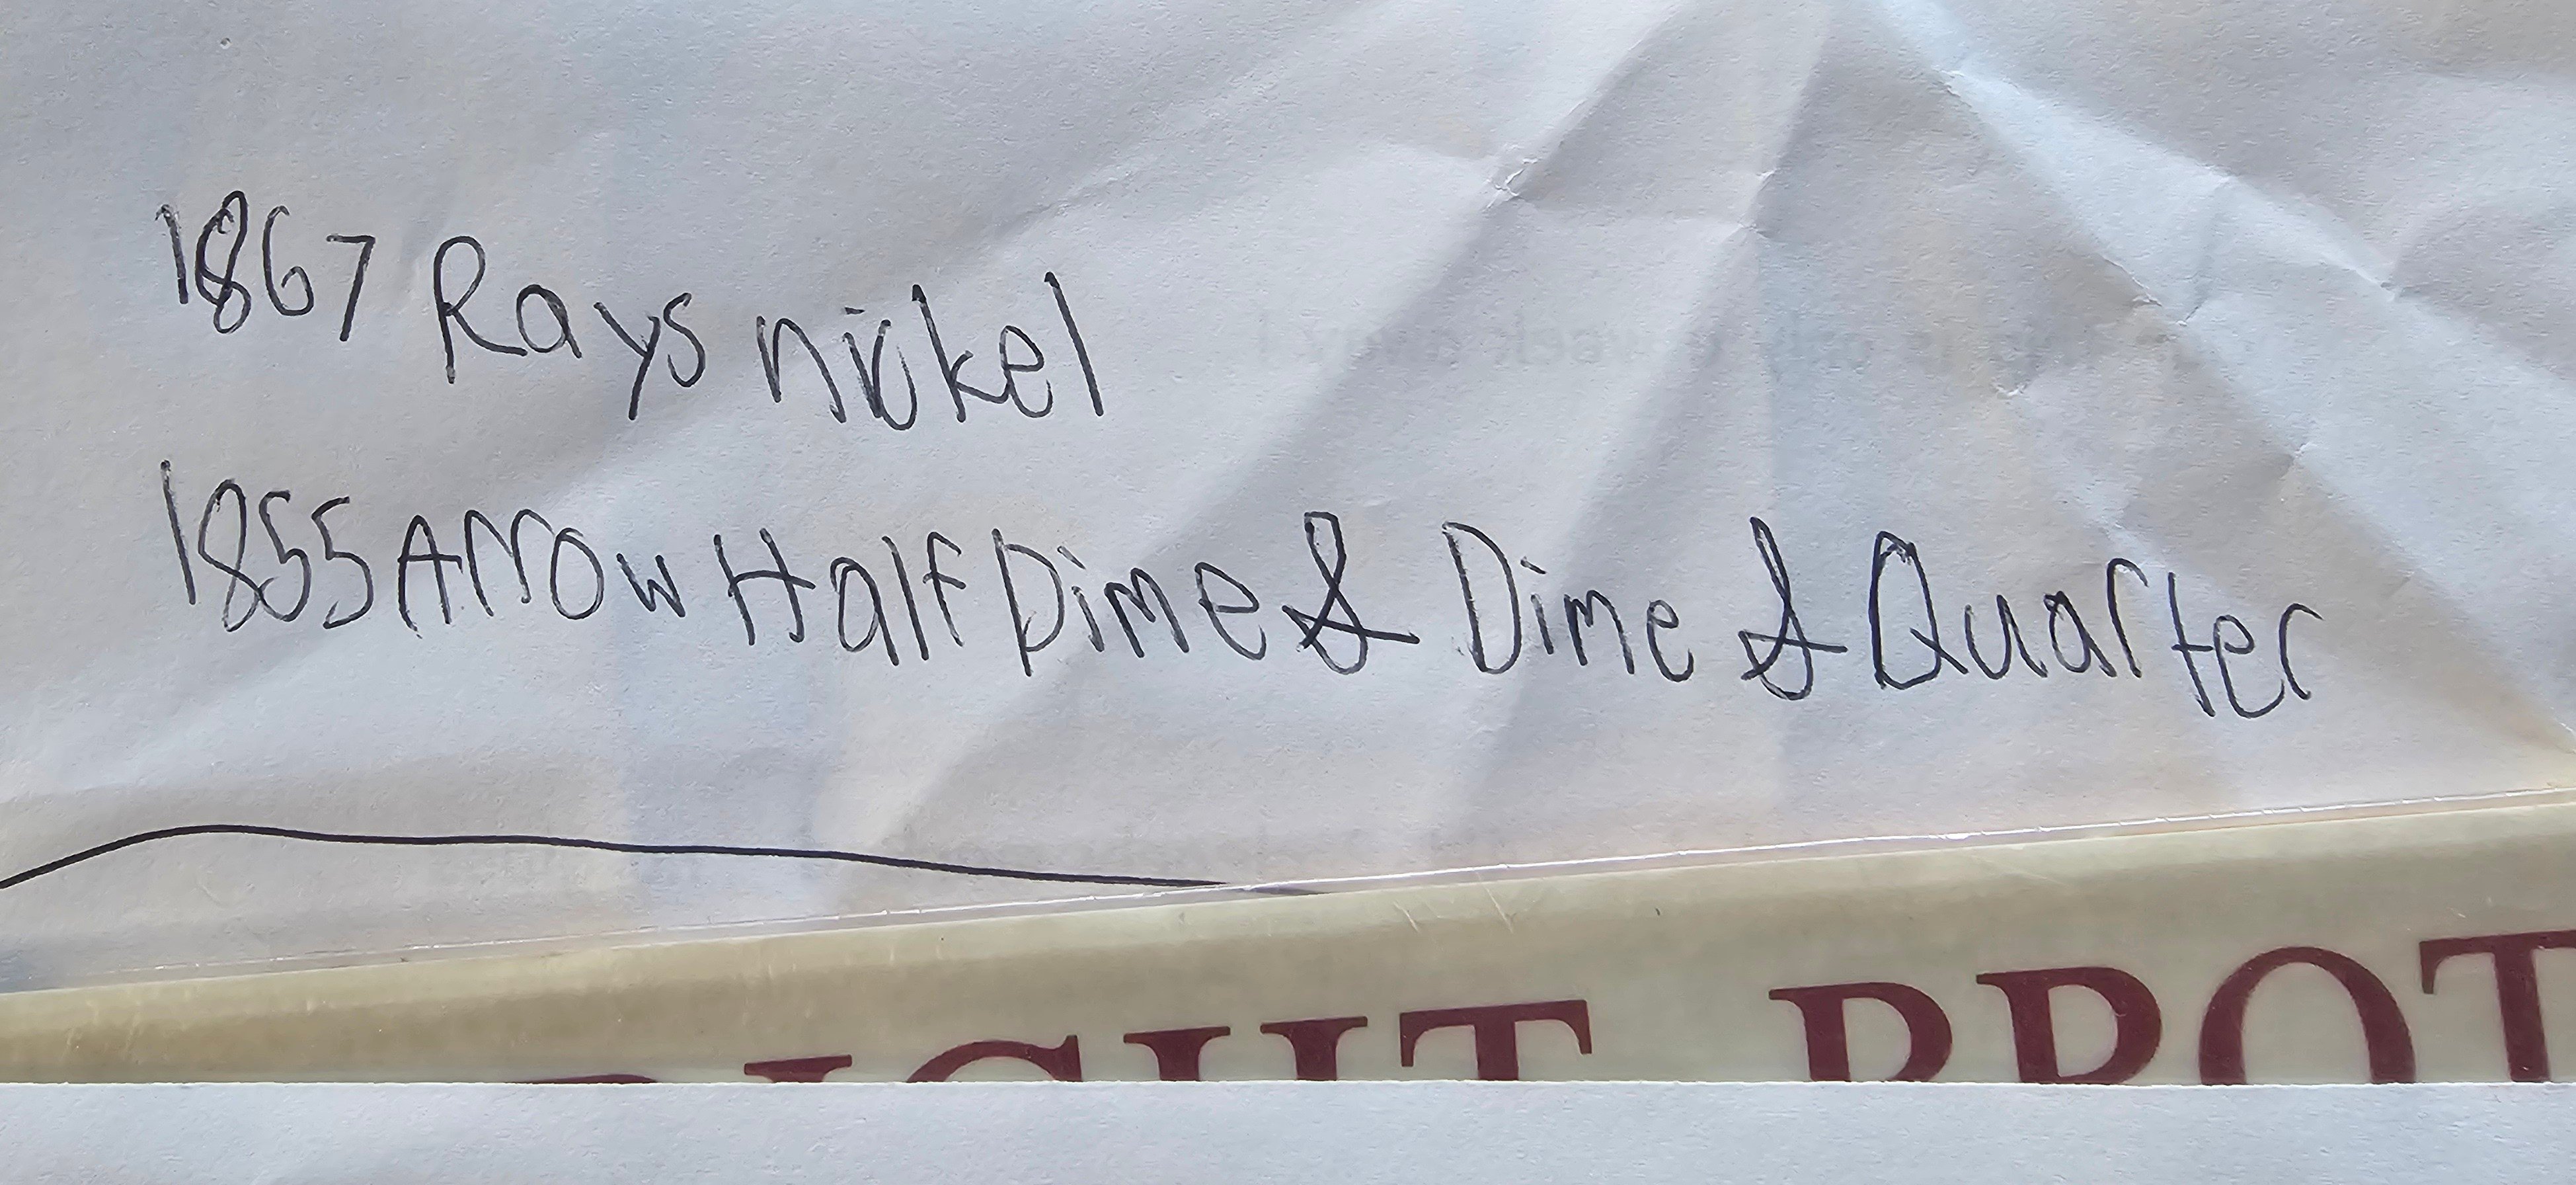 1867 Rays nickel
1855 Arrow Half Dime & Dime & Quarter